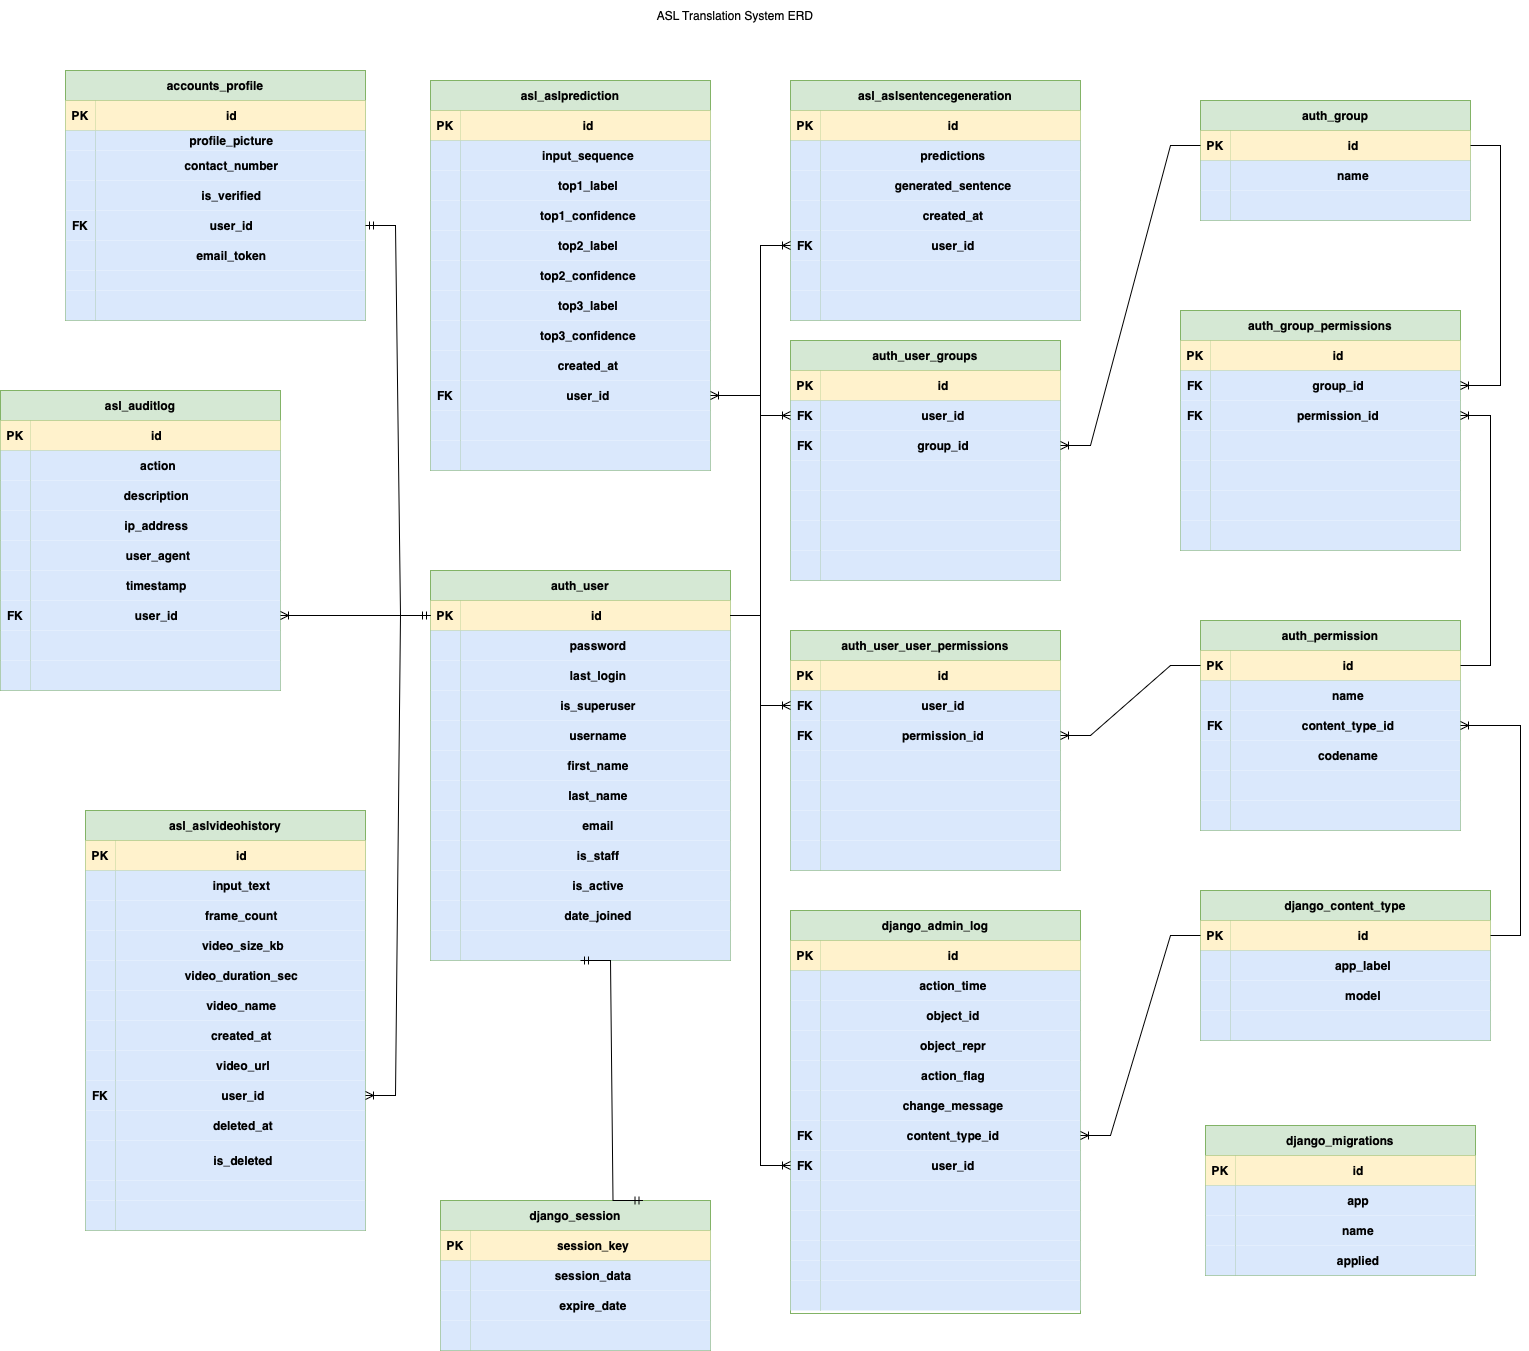 ASL Translation System ERD
accounts_profile
PK id
profile_picture
contact_number
is_verified
FK user_id
email_token
asl_aslprediction
PK id
input_sequence
top1_label
top1_confidence
top2_label
top2_confidence
top3_label
top3_confidence
created_at
FK user_id
asl_aslsentencegeneration
PK id
predictions
generated_sentence
created_at
FK user_id
auth_group
PK id
name
auth_user_groups
PK id
FK user_id
FK group_id
auth_group_permissions
PK id
FK group_id
FK permission_id
asl_auditlog
PK id
action
description
ip_address
user_agent
timestamp
FK user_id
auth_user
PK id
password
last_login
is_superuser
username
first_name
last_name
email
is_staff
is_active
date_joined
auth_user_user_permissions
PK id
FK user_id
FK permission_id
auth_permission
PK id
name
FK content_type_id
codename
asl_aslvideohistory
PK id
input_text
frame_count
video_size_kb
video_duration_sec
video_name
created_at
video_url
FK user_id
deleted_at
is_deleted
django_session
PK session_key
session_data
expire_date
django_admin_log
PK id
action_time
object_id
object_repr
action_flag
change_message
FK content_type_id
FK user_id
django_content_type
PK id
app_label
model
django_migrations
PK id
app
name
applied